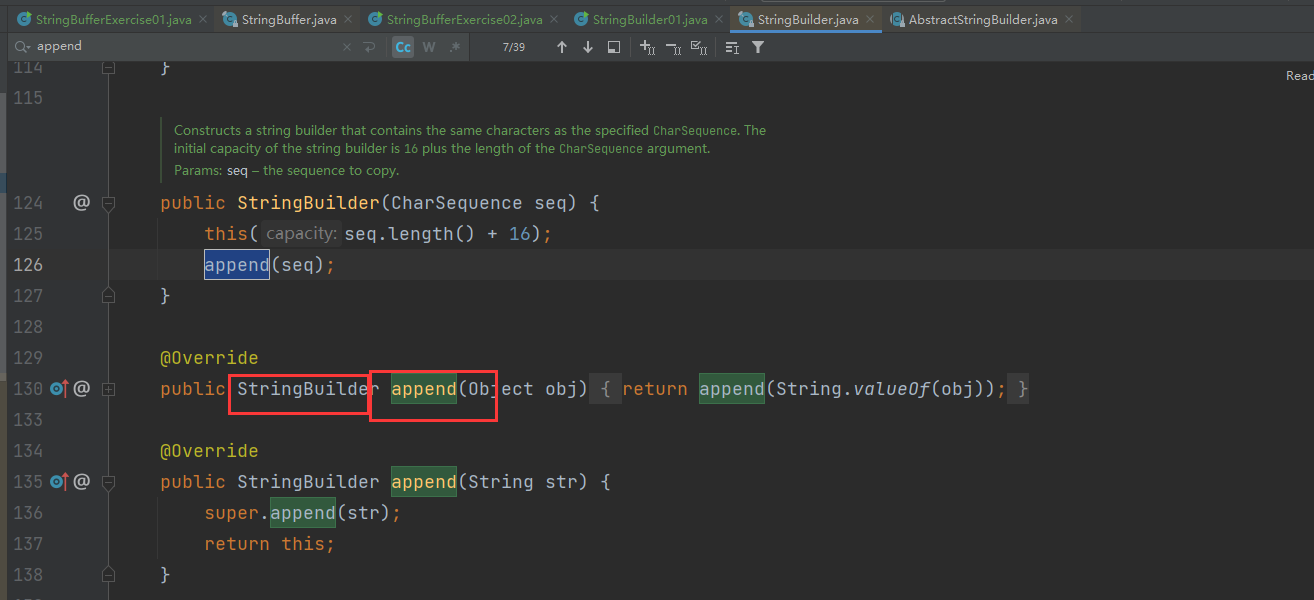 StringBufferExercise01.java StringBuffer.java StringBufferExercise02.java StringBuilder01.java StringBuilder.java AbstractStringBuilder.java
append Cc W .* 7/39
114 }
Read
115
Constructs a string builder that contains the same characters as the specified CharSequence. The
initial capacity of the string builder is 16 plus the length of the CharSequence argument.
Params: seq – the sequence to copy.
124 @ public StringBuilder(CharSequence seq) {
125 this( capacity: seq.length() + 16);
126 append(seq);
127 }
128
129 @Override
130 @ public StringBuilder append(Object obj) { return append(String.valueOf(obj)); }
133
134 @Override
135 @ public StringBuilder append(String str) {
136 super.append(str);
137 return this;
138 }